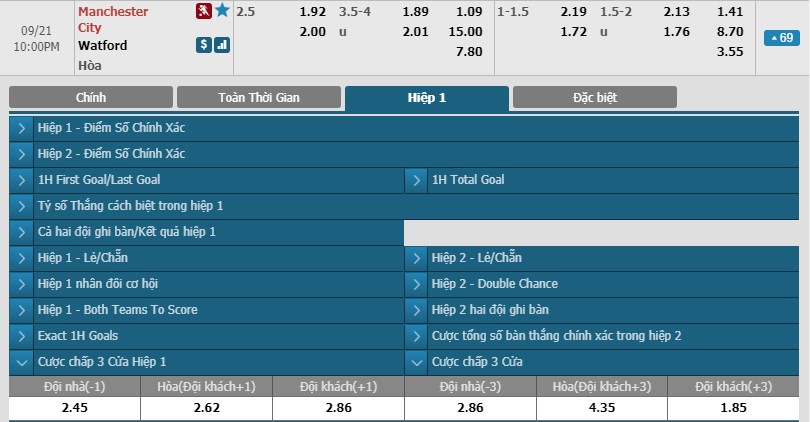 Manchester City 2.5 1.92 3.5-4 1.89 1.09 1-1.5 2.19 1.5-2 2.13 1.41
09/21 10:00PM Watford $ 2.00 u 2.01 15.00 1.72 u 1.76 8.70 69
Hòa 7.80 3.55
Chính Toàn Thời Gian Hiệp 1 Đặc biệt
Hiệp 1 - Điểm Số Chính Xác
Hiệp 2 - Điểm Số Chính Xác
1H First Goal/Last Goal 1H Total Goal
Tỷ số Thắng cách biệt trong hiệp 1
Cả hai đội ghi bàn/Kết quả hiệp 1
Hiệp 1 - Lẻ/Chẵn Hiệp 2 - Lẻ/Chẵn
Hiệp 1 nhân đôi cơ hội Hiệp 2 - Double Chance
Hiệp 1 - Both Teams To Score Hiệp 2 hai đội ghi bàn
Exact 1H Goals Cược tổng số bàn thắng chính xác trong hiệp 2
Cược chấp 3 Cửa Hiệp 1 Cược chấp 3 Cửa
Đội nhà(-1) Hòa(Đội khách+1) Đội khách(+1) Đội nhà(-3) Hòa(Đội khách+3) Đội khách(+3)
2.45 2.62 2.86 2.86 4.35 1.85